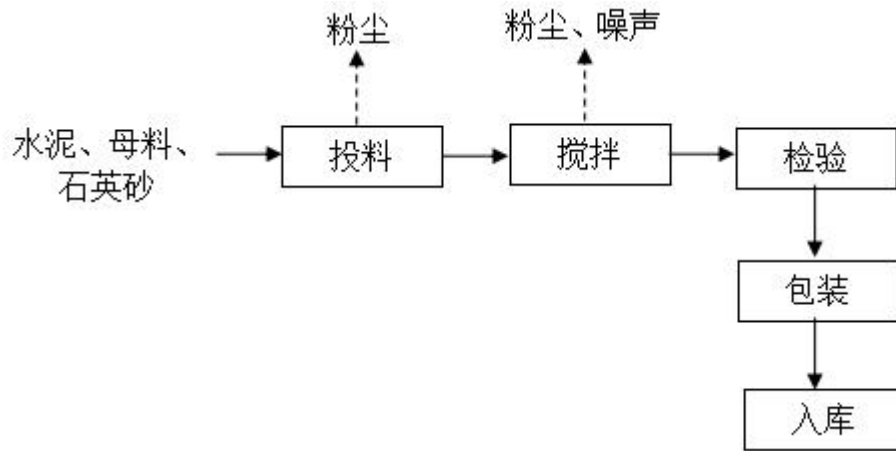 粉尘
粉尘、噪声
水泥、母料、
石英砂
投料
搅拌
检验
包装
入库